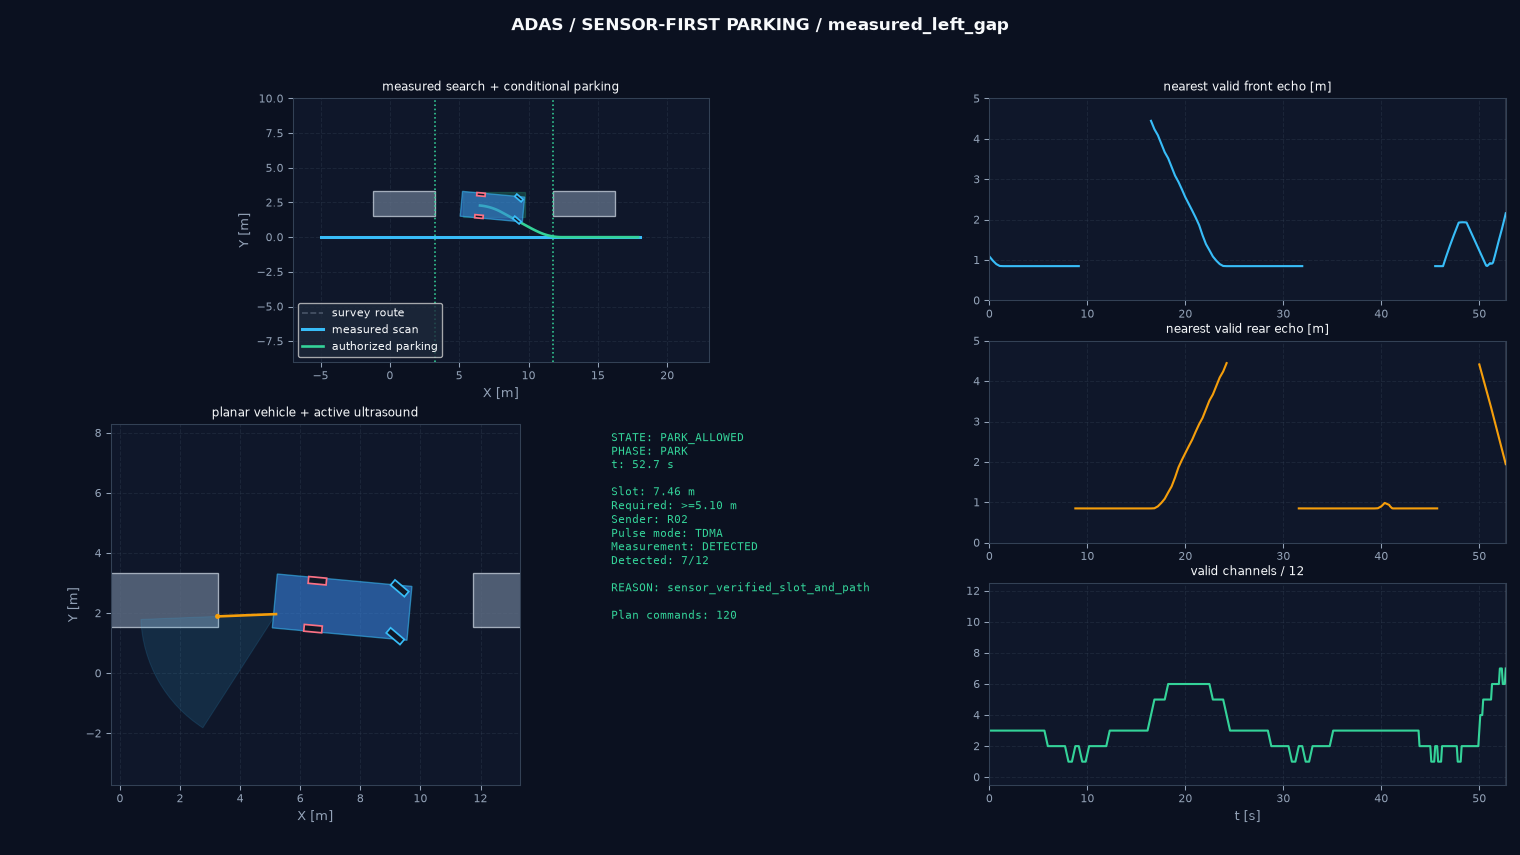 ADAS / SENSOR-FIRST PARKING / measured_left_gap
measured search + conditional parking
10.0
7.5
5.0
2.5
0.0
−2.5
−5.0
−7.5
Y [m]
survey route
measured scan
authorized parking
−5
0
5
10
15
20
X [m]
planar vehicle + active ultrasound
8
6
4
2
0
−2
Y [m]
0
2
4
6
8
10
12
X [m]
STATE: PARK_ALLOWED
PHASE: PARK
t: 52.7 s
Slot: 7.46 m
Required: >=5.10 m
Sender: R02
Pulse mode: TDMA
Measurement: DETECTED
Detected: 7/12
REASON: sensor_verified_slot_and_path
Plan commands: 120
nearest valid front echo [m]
5
4
3
2
1
0
0
10
20
30
40
50
nearest valid rear echo [m]
5
4
3
2
1
0
0
10
20
30
40
50
valid channels / 12
12
10
8
6
4
2
0
0
10
20
30
40
50
t [s]